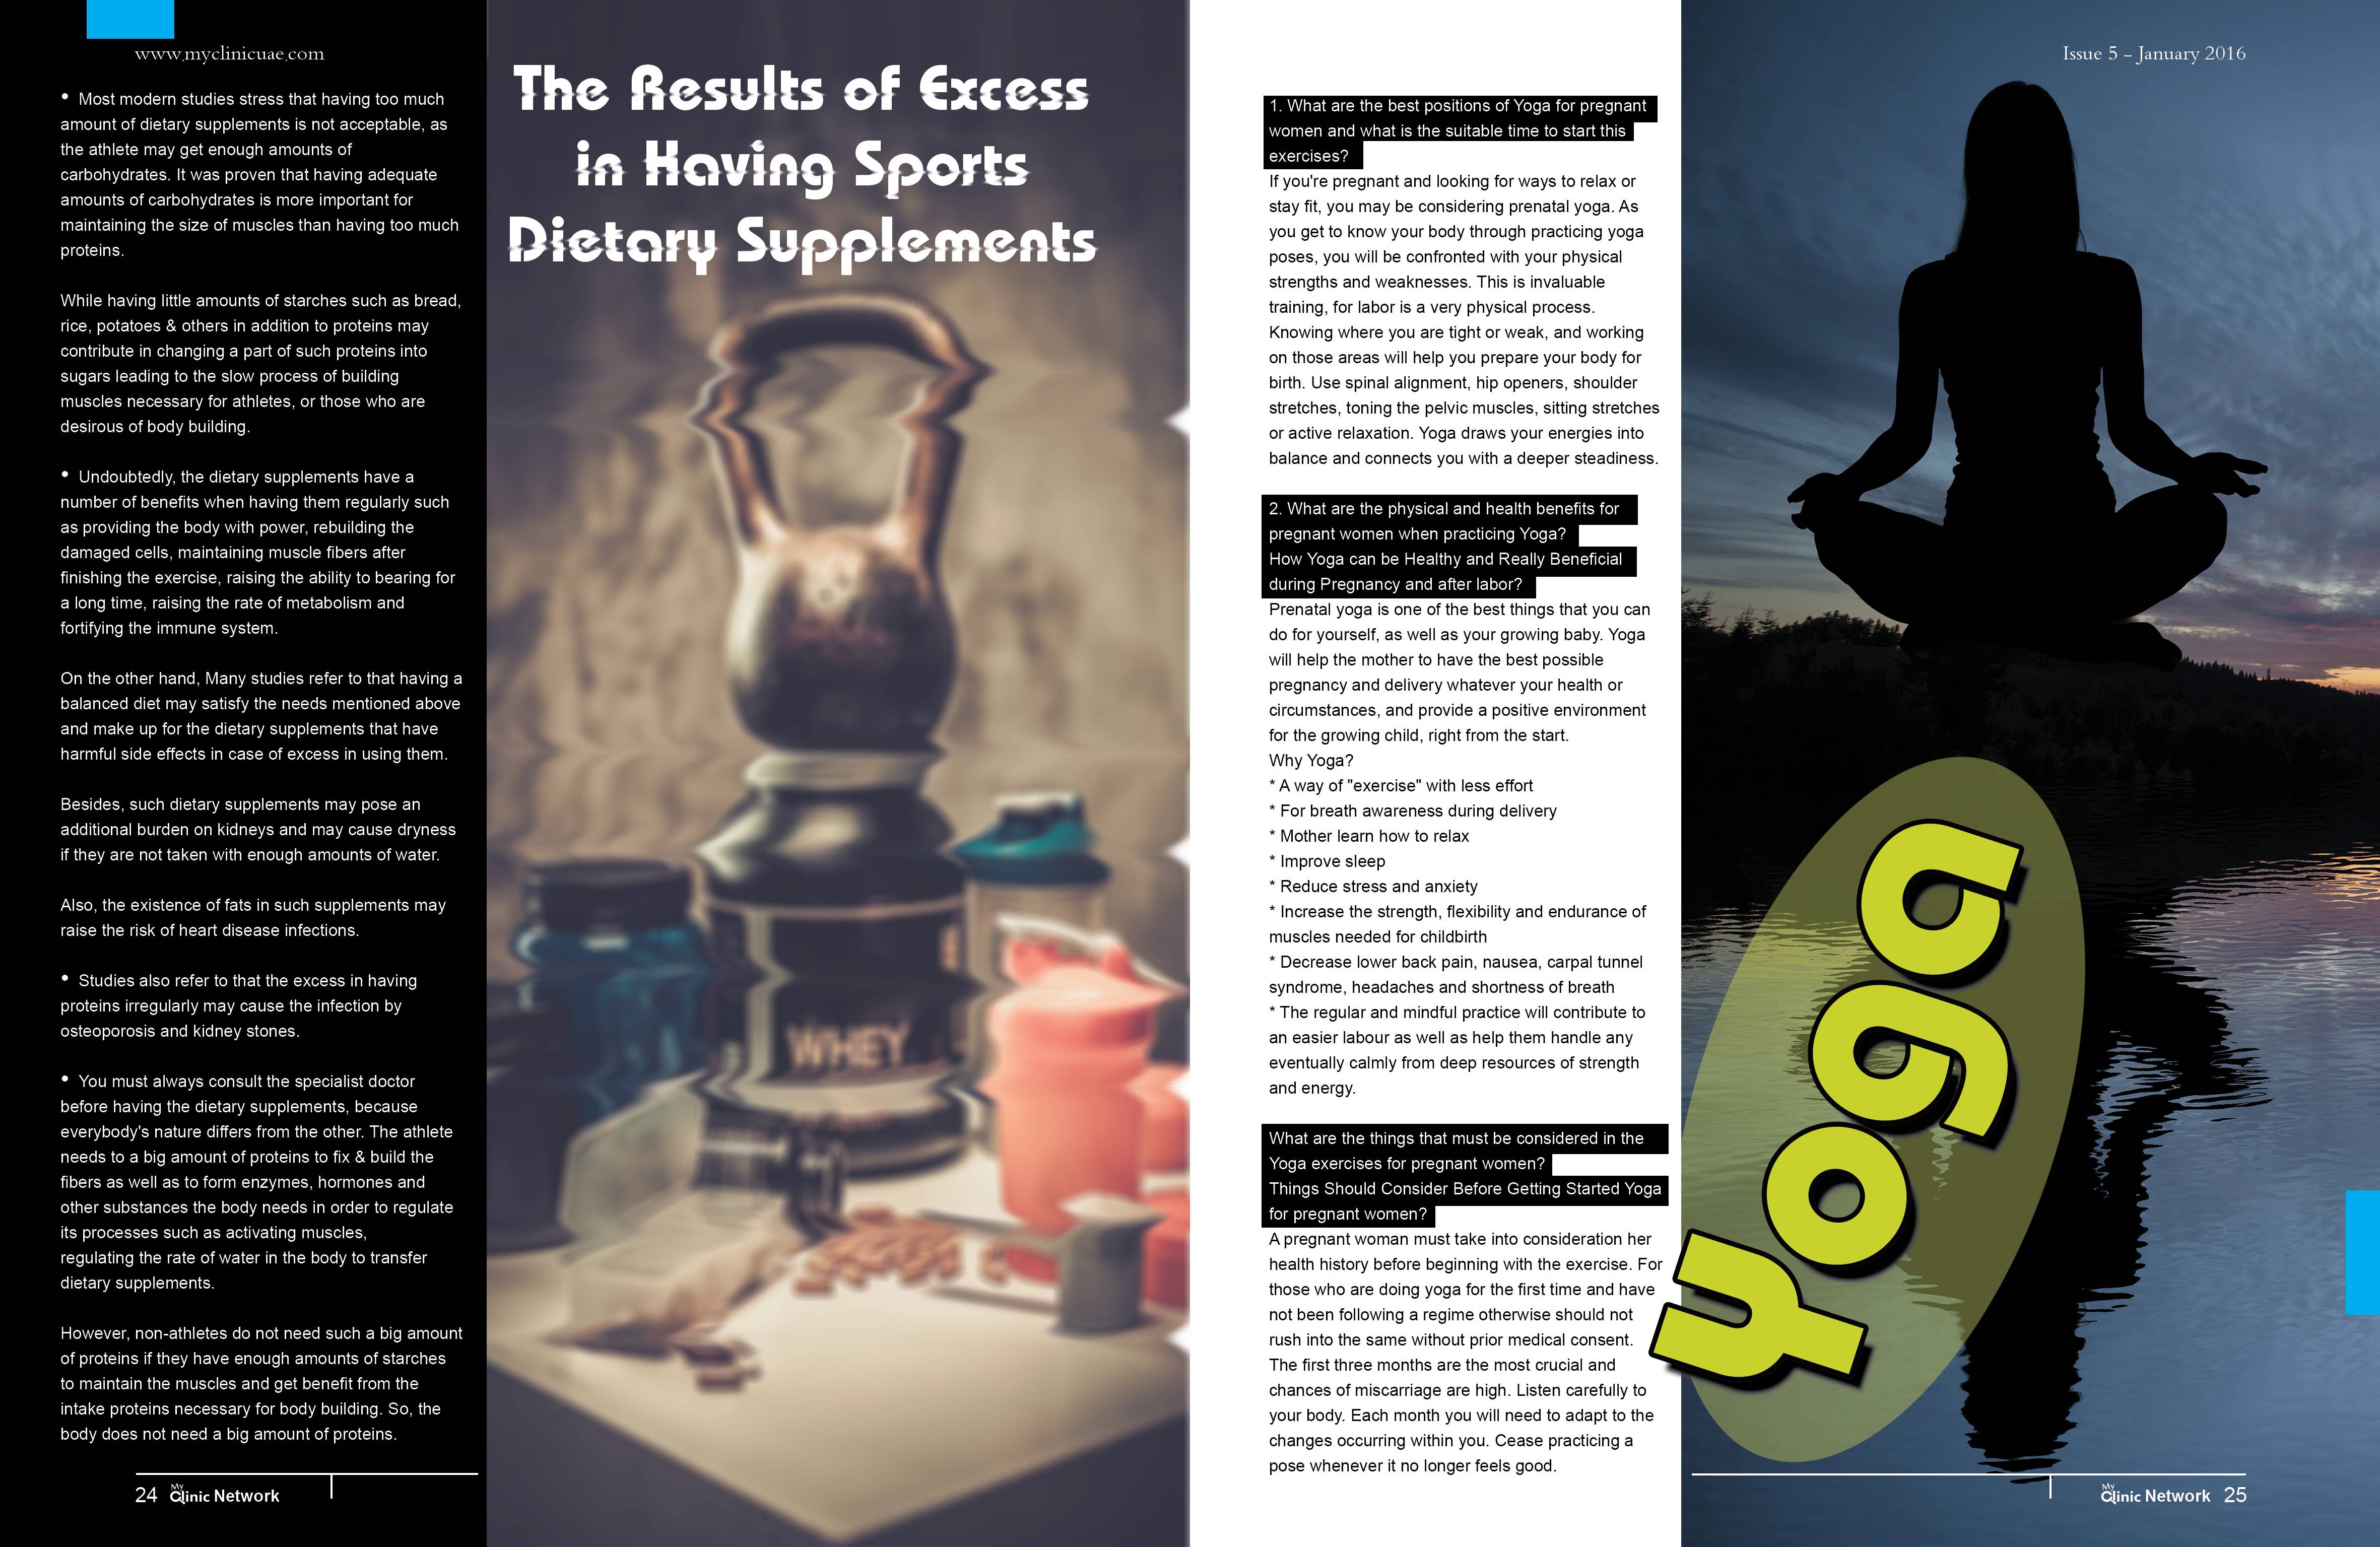 www.myclinicuae.com
• Most modern studies stress that having too much
amount of dietary supplements is not acceptable, as
the athlete may get enough amounts of
carbohydrates. It was proven that having adequate
amounts of carbohydrates is more important for
maintaining the size of muscles than having too much
proteins.
While having little amounts of starches such as bread,
rice, potatoes & others in addition to proteins may
contribute in changing a part of such proteins into
sugars leading to the slow process of building
muscles necessary for athletes, or those who are
desirous of body building.
• Undoubtedly, the dietary supplements have a
number of benefits when having them regularly such
as providing the body with power, rebuilding the
damaged cells, maintaining muscle fibers after
finishing the exercise, raising the ability to bearing for
a long time, raising the rate of metabolism and
fortifying the immune system.
On the other hand, Many studies refer to that having a
balanced diet may satisfy the needs mentioned above
and make up for the dietary supplements that have
harmful side effects in case of excess in using them.
Besides, such dietary supplements may pose an
additional burden on kidneys and may cause dryness
if they are not taken with enough amounts of water.
Also, the existence of fats in such supplements may
raise the risk of heart disease infections.
• Studies also refer to that the excess in having
proteins irregularly may cause the infection by
osteoporosis and kidney stones.
• You must always consult the specialist doctor
before having the dietary supplements, because
everybody's nature differs from the other. The athlete
needs to a big amount of proteins to fix & build the
fibers as well as to form enzymes, hormones and
other substances the body needs in order to regulate
its processes such as activating muscles,
regulating the rate of water in the body to transfer
dietary supplements.
However, non-athletes do not need such a big amount
of proteins if they have enough amounts of starches
to maintain the muscles and get benefit from the
intake proteins necessary for body building. So, the
body does not need a big amount of proteins.
24 My Clinic Network
The Results of Excess
in Having Sports
Dietary Supplements
WHEY
1. What are the best positions of Yoga for pregnant
women and what is the suitable time to start this
exercises?
If you're pregnant and looking for ways to relax or
stay fit, you may be considering prenatal yoga. As
you get to know your body through practicing yoga
poses, you will be confronted with your physical
strengths and weaknesses. This is invaluable
training, for labor is a very physical process.
Knowing where you are tight or weak, and working
on those areas will help you prepare your body for
birth. Use spinal alignment, hip openers, shoulder
stretches, toning the pelvic muscles, sitting stretches
or active relaxation. Yoga draws your energies into
balance and connects you with a deeper steadiness.
2. What are the physical and health benefits for
pregnant women when practicing Yoga?
How Yoga can be Healthy and Really Beneficial
during Pregnancy and after labor?
Prenatal yoga is one of the best things that you can
do for yourself, as well as your growing baby. Yoga
will help the mother to have the best possible
pregnancy and delivery whatever your health or
circumstances, and provide a positive environment
for the growing child, right from the start.
Why Yoga?
* A way of "exercise" with less effort
* For breath awareness during delivery
* Mother learn how to relax
* Improve sleep
* Reduce stress and anxiety
* Increase the strength, flexibility and endurance of
muscles needed for childbirth
* Decrease lower back pain, nausea, carpal tunnel
syndrome, headaches and shortness of breath
* The regular and mindful practice will contribute to
an easier labour as well as help them handle any
eventually calmly from deep resources of strength
and energy.
What are the things that must be considered in the
Yoga exercises for pregnant women?
Things Should Consider Before Getting Started Yoga
for pregnant women?
A pregnant woman must take into consideration her
health history before beginning with the exercise. For
those who are doing yoga for the first time and have
not been following a regime otherwise should not
rush into the same without prior medical consent.
The first three months are the most crucial and
chances of miscarriage are high. Listen carefully to
your body. Each month you will need to adapt to the
changes occurring within you. Cease practicing a
pose whenever it no longer feels good.
Issue 5 – January 2016
yoga
My Clinic Network 25